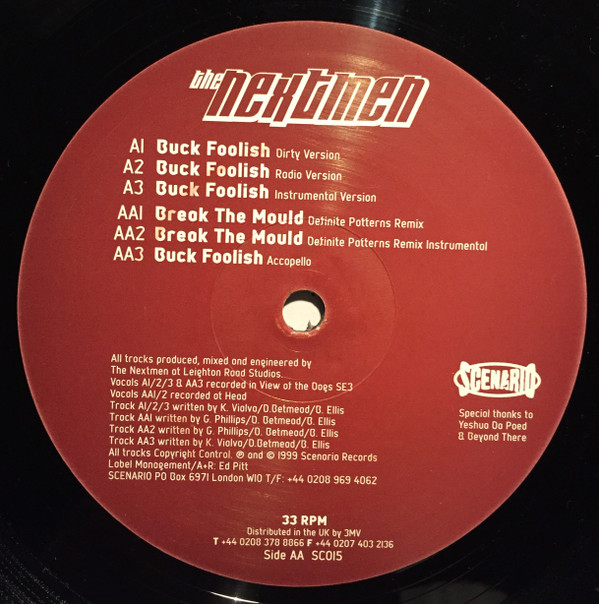 the nextmen
A1 Buck Foolish Dirty Version
A2 Buck Foolish Radio Version
A3 Buck Foolish Instrumental Version
AA1 Break The Mould Definite Patterns Remix
AA2 Break The Mould Definite Patterns Remix Instrumental
AA3 Buck Foolish Accapella
All tracks produced, mixed and engineered by
The Nextmen at Leighton Road Studios.
Vocals A1/2/3 & AA3 recorded in View of the Dogs SE3
Vocals AA1/2 recorded at Head
Track A1/2/3 written by K. Violvo/D.Betmead/B. Ellis
Track AA1 written by G. Phillips/D. Betmead/B. Ellis
Track AA2 written by G. Phillips/D. Betmead/B. Ellis
Track AA3 written by K. Violvo/D.Betmead/B. Ellis
All tracks Copyright Control. ℗ and © 1999 Scenario Records
Label Management/A+R: Ed Pitt
SCENARIO PO Box 6971 London W10 T/F: +44 0208 969 4062
SCENARIO
Special thanks to
Yeshua Da Poed
& Beyond There
33 RPM
Distributed in the UK by 3MV
T +44 0208 378 8866 F +44 0207 403 2136
Side AA SC015